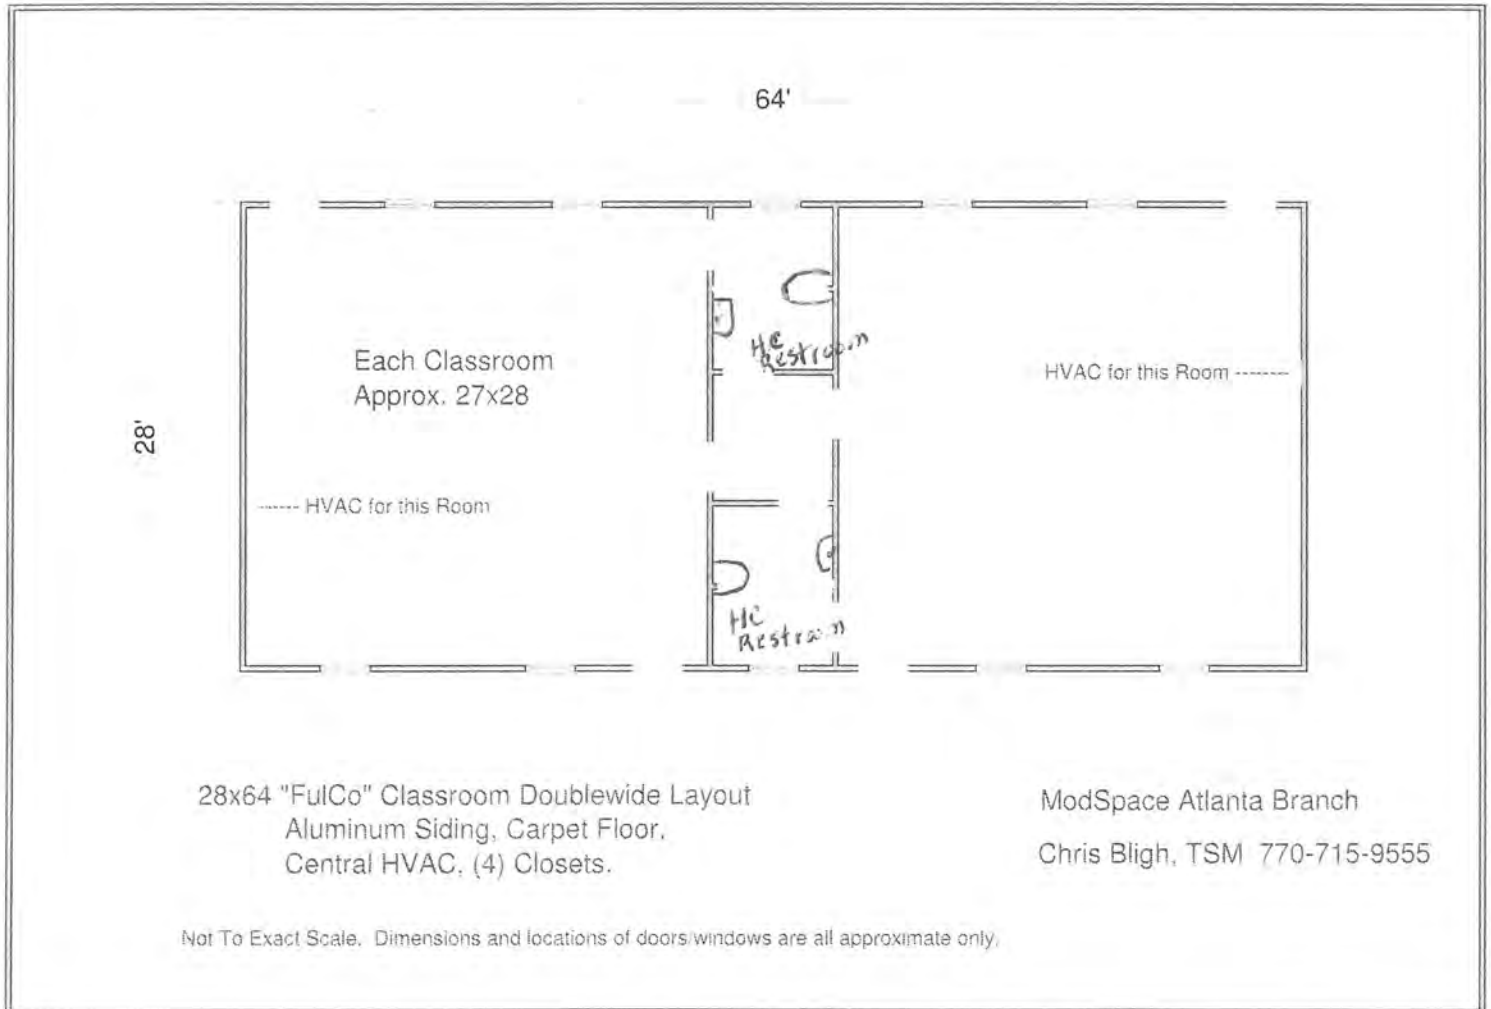 64'
HC
Restroom
Each Classroom
Approx. 27x28
HVAC for this Room
28'
HVAC for this Room
HC
Restroom
28x64 "FulCo" Classroom Doublewide Layout
Aluminum Siding, Carpet Floor,
Central HVAC, (4) Closets.
ModSpace Atlanta Branch
Chris Bligh, TSM 770-715-9555
Not To Exact Scale. Dimensions and locations of doors/windows are all approximate only.